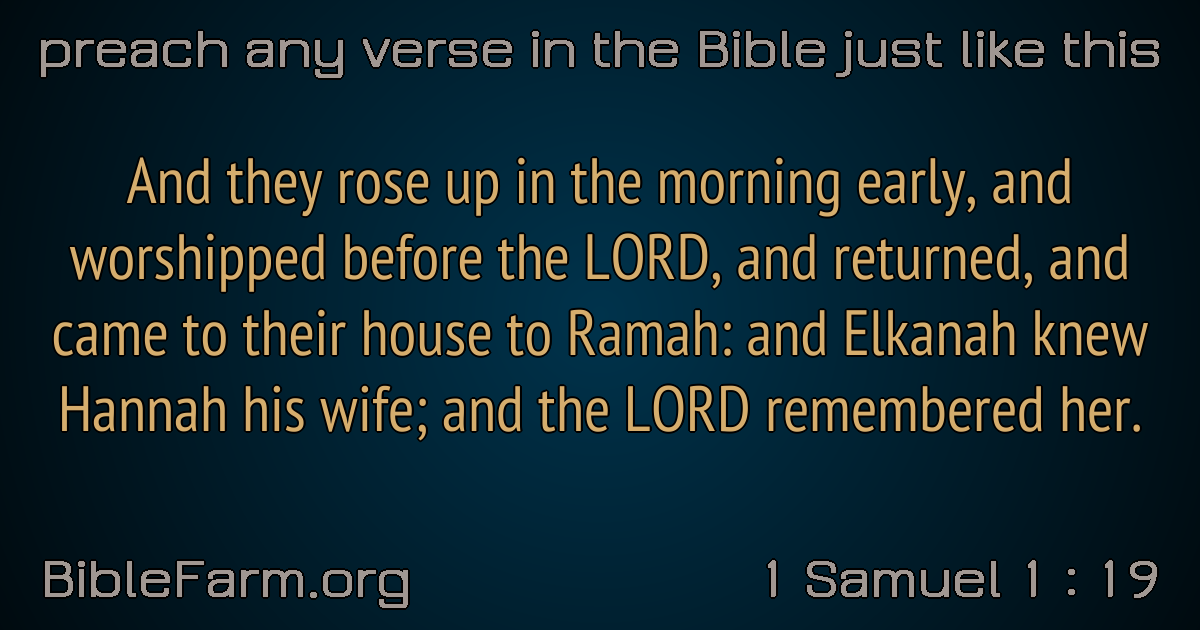 preach any verse in the Bible just like this
And they rose up in the morning early, and
worshipped before the LORD, and returned, and
came to their house to Ramah: and Elkanah knew
Hannah his wife; and the LORD remembered her.
BibleFarm.org
1 Samuel 1 : 19